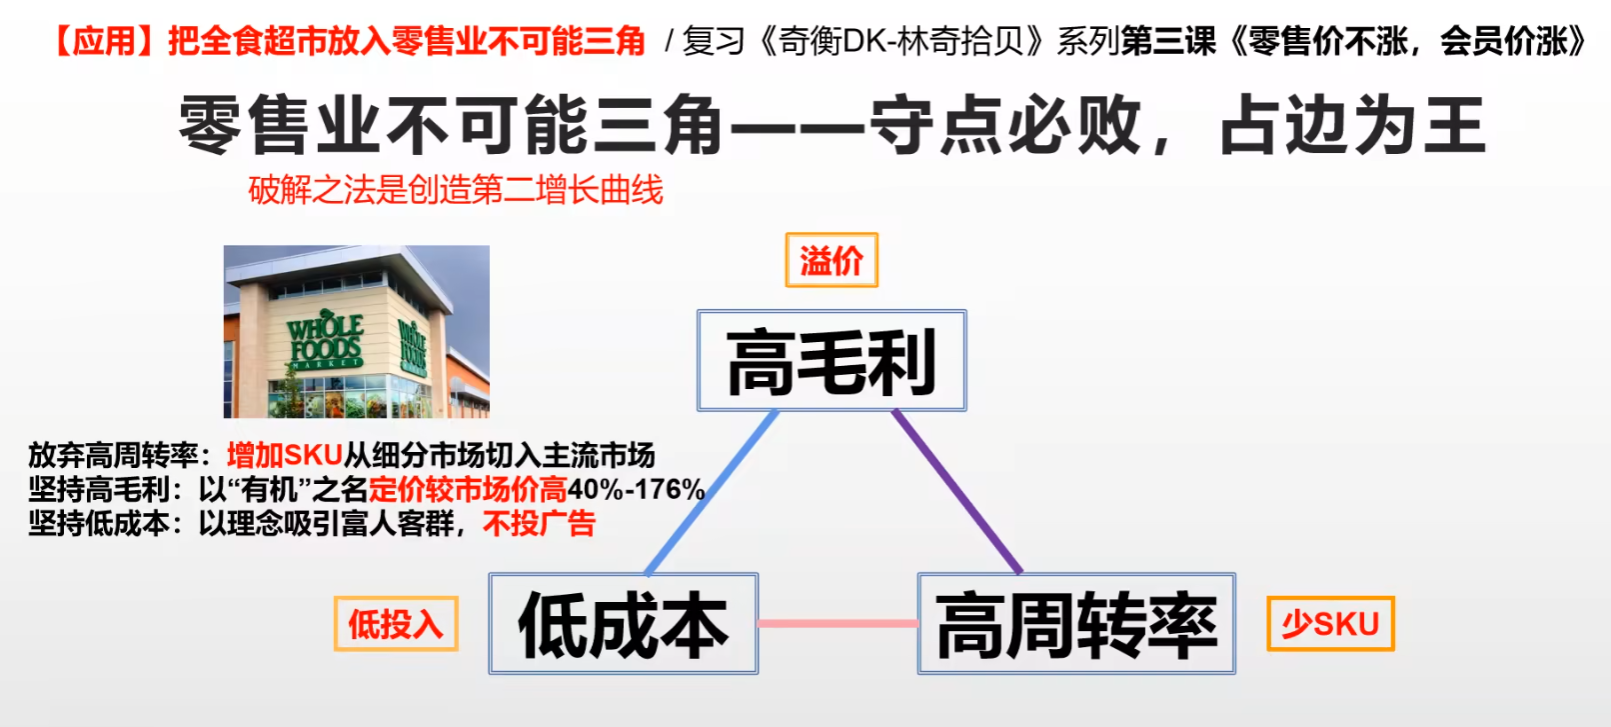 【应用】把全食超市放入零售业不可能三角 / 复习《奇衡DK-林奇拾贝》系列第三课《零售价不涨，会员价涨》
零售业不可能三角——守点必败，占边为王
破解之法是创造第二增长曲线
溢价
高毛利
WHOLE
FOODS
MARKET
WHOLE
FOODS
放弃高周转率：增加SKU从细分市场切入主流市场
坚持高毛利：以“有机”之名定价较市场价高40%-176%
坚持低成本：以理念吸引富人客群，不投广告
低投入
低成本
高周转率
少SKU